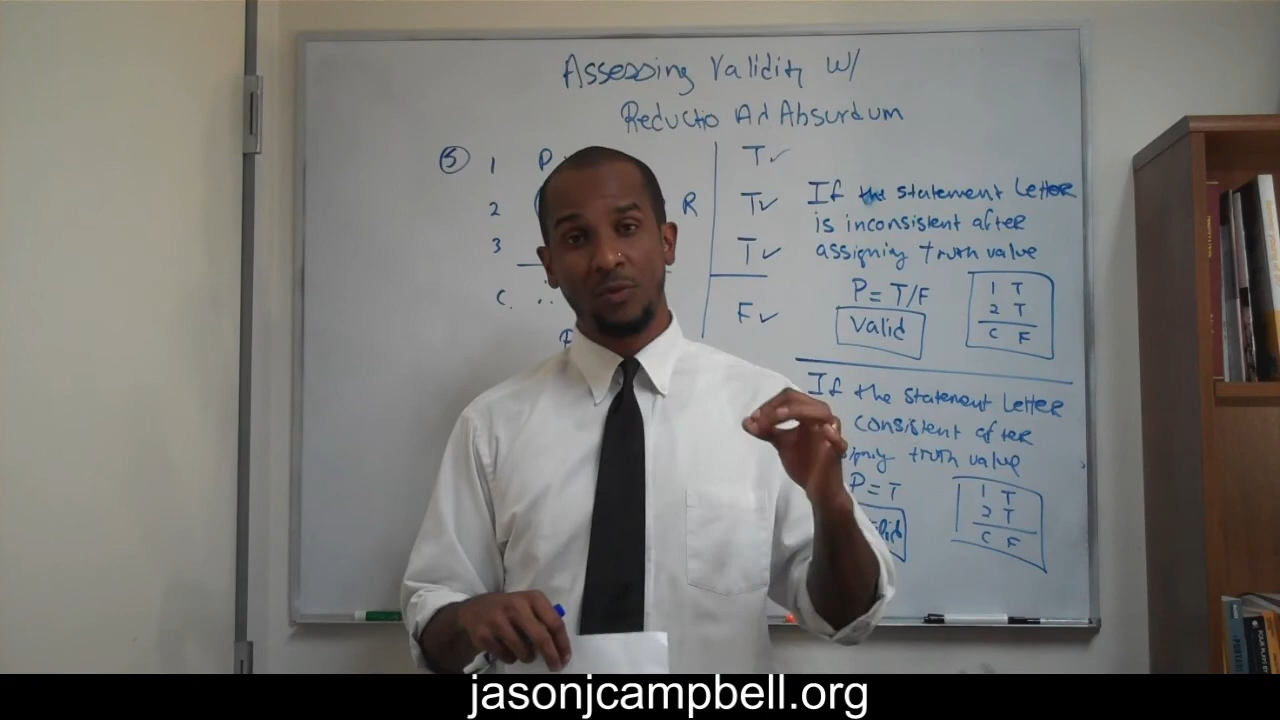 Assessing Validity W/
Reductio Ad Absurdum
5 1 P T✓
2 R T✓
3 T✓
C. ∴ F✓
If the statement Letter
is inconsistent after
assigning truth value
P = T/F
Valid
1 T
2 T
C F
If the statement Letter
consistent after
truth value
P = T
1 T
2 T
C F
jasonjcampbell.org